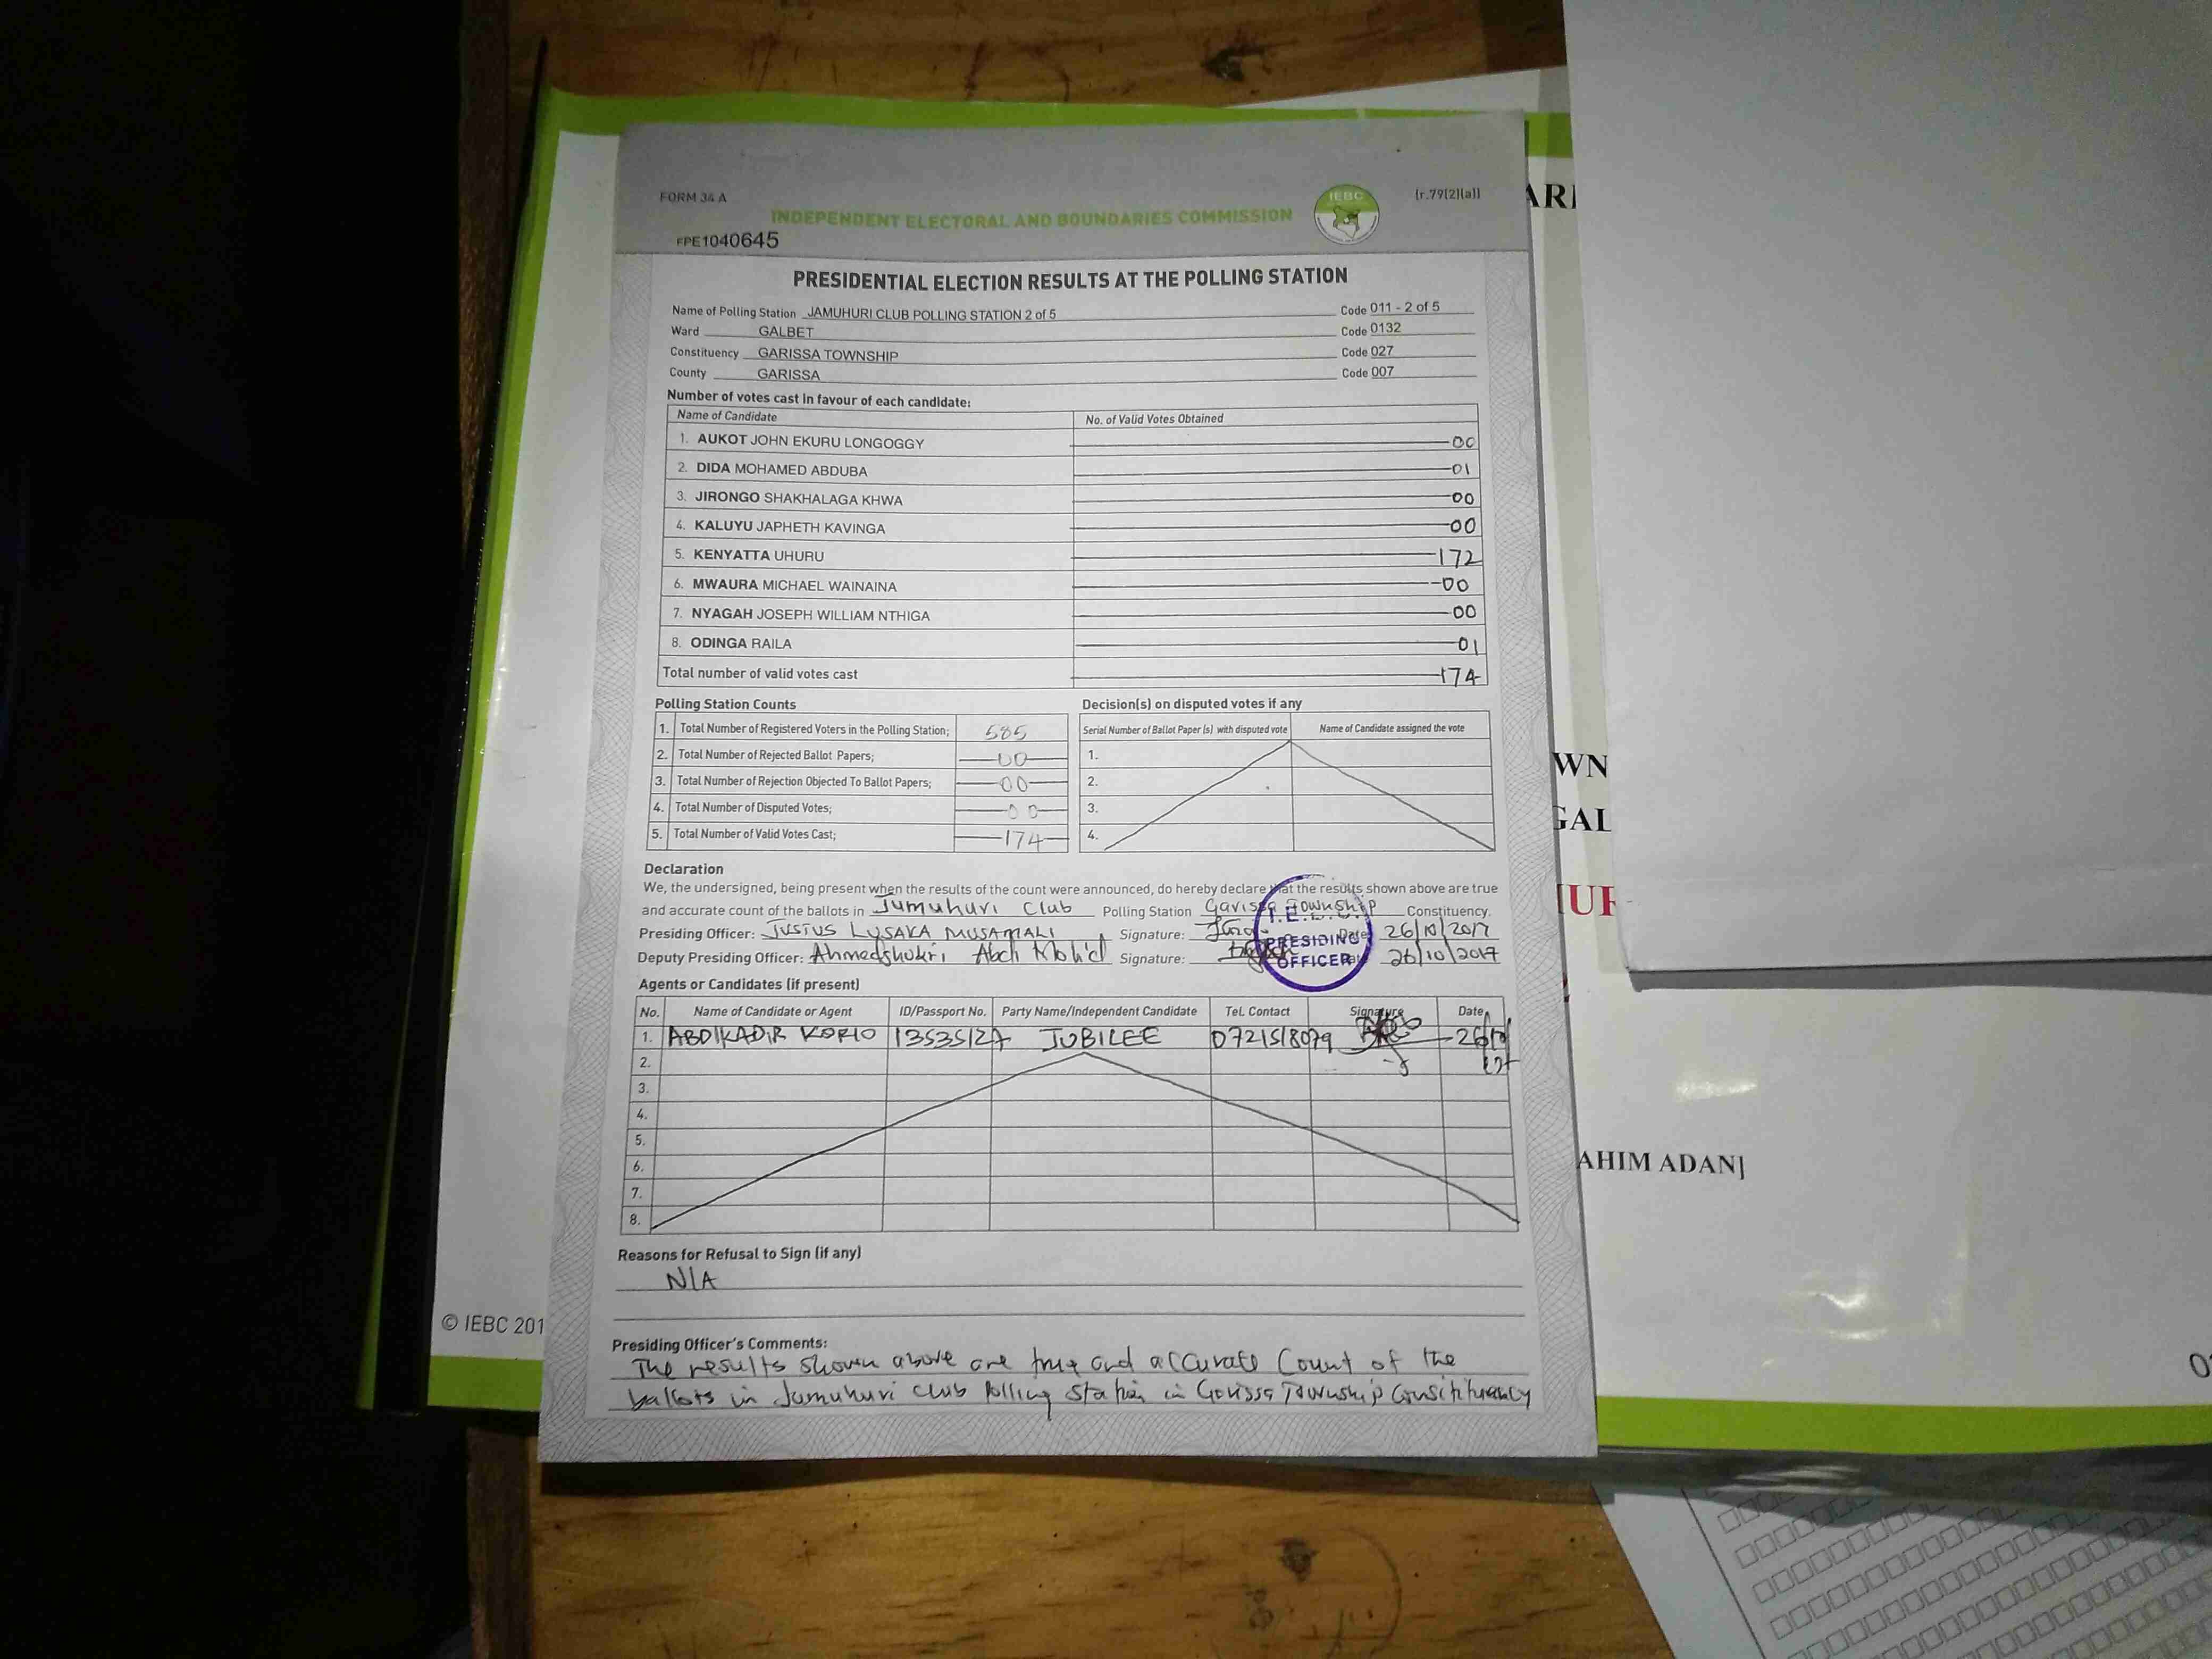 FORM 34 A
[r.79(2)(a)]
IEBC
INDEPENDENT ELECTORAL AND BOUNDARIES COMMISSION
FPE1040645
PRESIDENTIAL ELECTION RESULTS AT THE POLLING STATION
Name of Polling Station JAMUHURI CLUB POLLING STATION 2 of 5 Code 011 - 2 of 5
Ward GALBET Code 0132
Constituency GARISSA TOWNSHIP Code 027
County GARISSA Code 007
Number of votes cast in favour of each candidate:
Name of Candidate No. of Valid Votes Obtained
1. AUKOT JOHN EKURU LONGOGGY 00
2. DIDA MOHAMED ABDUBA 01
3. JIRONGO SHAKHALAGA KHWA 00
4. KALUYU JAPHETH KAVINGA 00
5. KENYATTA UHURU 172
6. MWAURA MICHAEL WAINAINA 00
7. NYAGAH JOSEPH WILLIAM NTHIGA 00
8. ODINGA RAILA 01
Total number of valid votes cast 174
Polling Station Counts
1. Total Number of Registered Voters in the Polling Station; 585
2. Total Number of Rejected Ballot Papers; 00
3. Total Number of Rejection Objected To Ballot Papers; 00
4. Total Number of Disputed Votes; 00
5. Total Number of Valid Votes Cast; 174
Decision(s) on disputed votes if any
Serial Number of Ballot Paper (s) with disputed vote Name of Candidate assigned the vote
1.
2.
3.
4.
Declaration
We, the undersigned, being present when the results of the count were announced, do hereby declare that the results shown above are true
and accurate count of the ballots in Jumuhuri Club Polling Station Garissa Township Constituency.
Presiding Officer: JUSTUS LUSAKA MUSAMALI Signature: Date: 26/10/2017
Deputy Presiding Officer: Ahmedshukri Abdi Mohd Signature: Date 26/10/2017
PRESIDING
OFFICER
Agents or Candidates (if present)
No. Name of Candidate or Agent ID/Passport No. Party Name/Independent Candidate Tel. Contact Signature Date
1. ABDIKADIR KORIO 13535127 JUBILEE 0721518079 26/10/
17
2.
3.
4.
5.
6.
7.
8.
Reasons for Refusal to Sign (if any)
N/A
Presiding Officer's Comments:
The results shown above are true and accurate Count of the
ballots in Jumuhuri club Polling Station in Garissa Township Consitituency
© IEBC 201
ARI
WN
GAL
UR
AHIM ADAN]